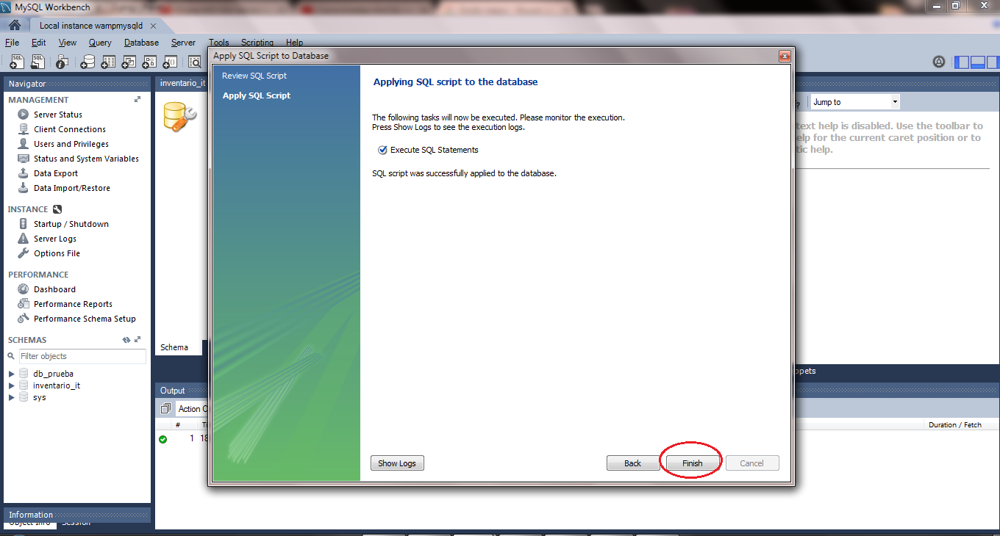 MySQL Workbench
Local instance wampmysqld
File Edit View Query Database Server Tools Scripting Help
Navigator
MANAGEMENT
Server Status
Client Connections
Users and Privileges
Status and System Variables
Data Export
Data Import/Restore
INSTANCE
Startup / Shutdown
Server Logs
Options File
PERFORMANCE
Dashboard
Performance Reports
Performance Schema Setup
SCHEMAS
Filter objects
db_prueba
inventario_it
sys
Information
Object Info Session
inventario_it
Schema
Output
Action O
#
1 18
Apply SQL Script to Database
Review SQL Script
Apply SQL Script
Applying SQL script to the database
The following tasks will now be executed. Please monitor the execution.
Press Show Logs to see the execution logs.
Execute SQL Statements
SQL script was successfully applied to the database.
Show Logs
Back
Finish
Cancel
Jump to
text help is disabled. Use the toolbar to
elp for the current caret position or to
tic help.
ppets
Duration / Fetch